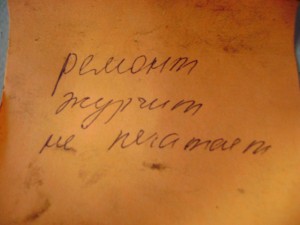 ремонт
журчит
не печатает